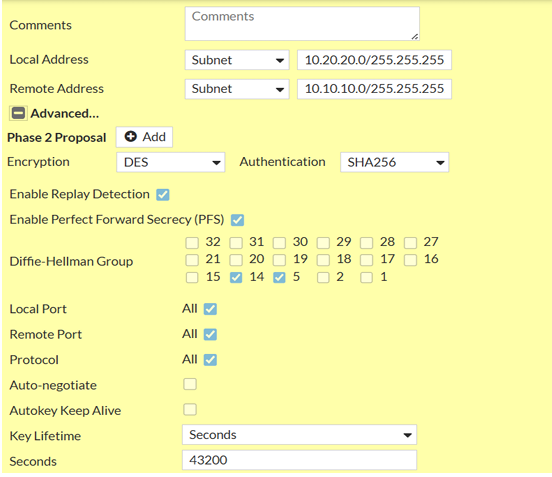 Comments Comments
Local Address Subnet 10.20.20.0/255.255.255
Remote Address Subnet 10.10.10.0/255.255.255
Advanced...
Phase 2 Proposal Add
Encryption DES Authentication SHA256
Enable Replay Detection
Enable Perfect Forward Secrecy (PFS)
32 31 30 29 28 27
Diffie-Hellman Group 21 20 19 18 17 16
15 14 5 2 1
Local Port All
Remote Port All
Protocol All
Auto-negotiate
Autokey Keep Alive
Key Lifetime Seconds
Seconds 43200